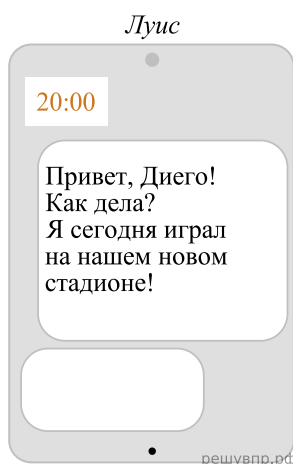 Луис
20:00
Привет, Диего!
Как дела?
Я сегодня играл
на нашем новом
стадионе!
решувпр.рф